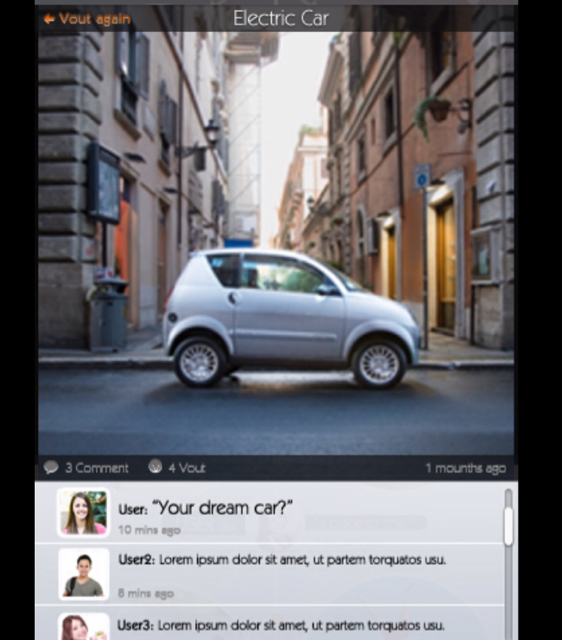 Vout again
Electric Car
3 Comment
4 Vout
1 mounths ago
User: “Your dream car?”
10 mins ago
User2: Lorem ipsum dolor sit amet, ut partem torquatos usu.
8 mins ago
User3: Lorem ipsum dolor sit amet, ut partem torquatos usu.